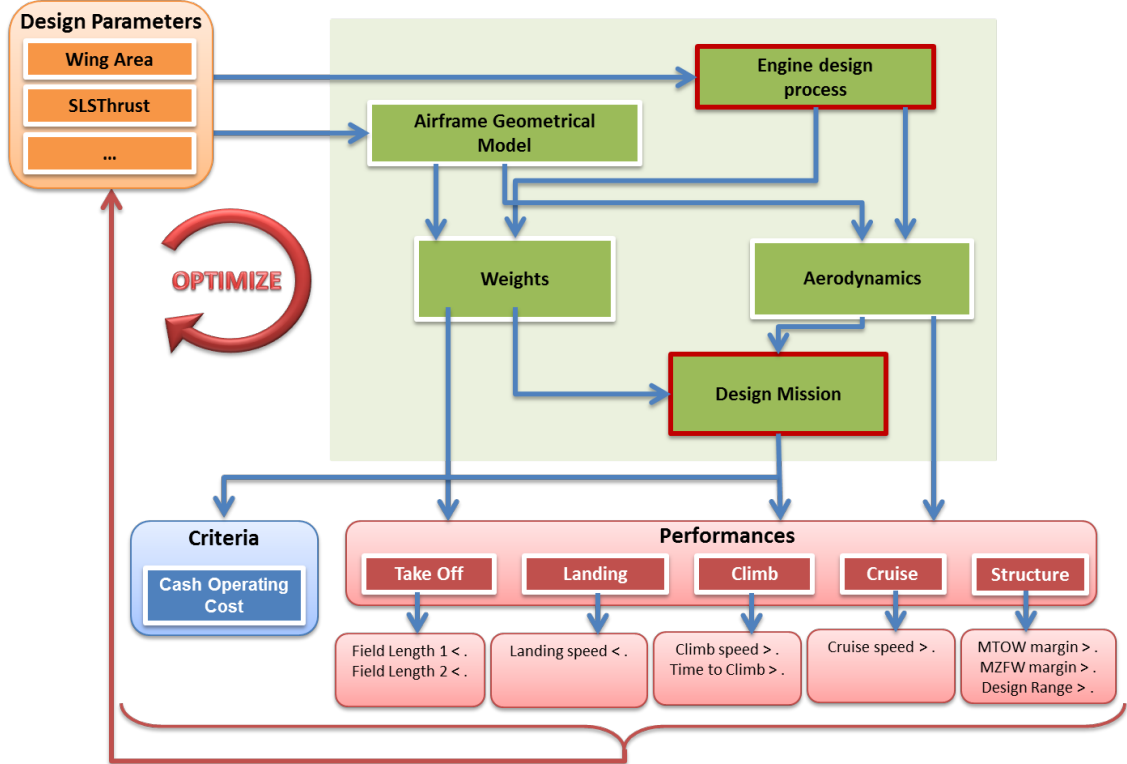 Design Parameters
Wing Area
SLSThrust
...
Engine design
process
Airframe Geometrical
Model
OPTIMIZE
Weights
Aerodynamics
Design Mission
Criteria
Cash Operating
Cost
Performances
Take Off
Landing
Climb
Cruise
Structure
Field Length 1 < .
Field Length 2 < .
Landing speed < .
Climb speed > .
Time to Climb > .
Cruise speed > .
MTOW margin > .
MZFW margin > .
Design Range > .